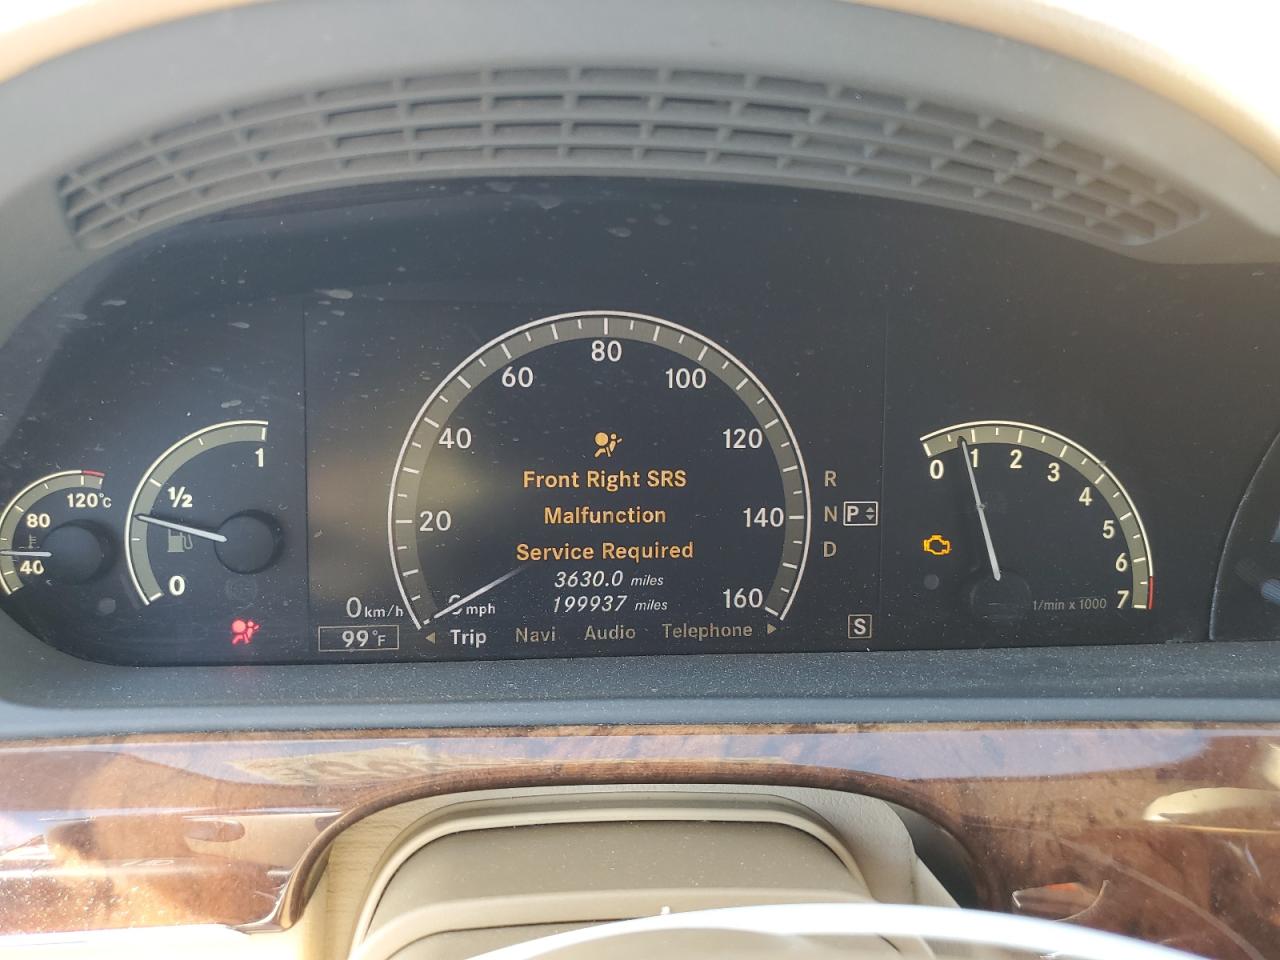 80
60
100
40
120
20
140
160
Front Right SRS
Malfunction
Service Required
3630.0 miles
199937 miles
0 km/h
mph
99°F
Trip Navi Audio Telephone
R
N P
D
S
120°C
80
40
1
1/2
0
0
1
2
3
4
5
6
7
1/min x 1000